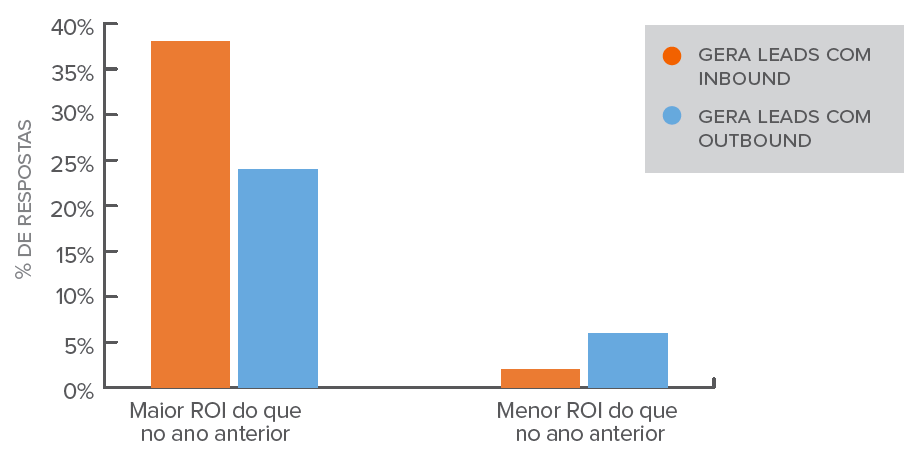 40%
35%
30%
25%
20%
15%
10%
5%
0%
% DE RESPOSTAS
Maior ROI do que
no ano anterior
Menor ROI do que
no ano anterior
GERA LEADS COM
INBOUND
GERA LEADS COM
OUTBOUND